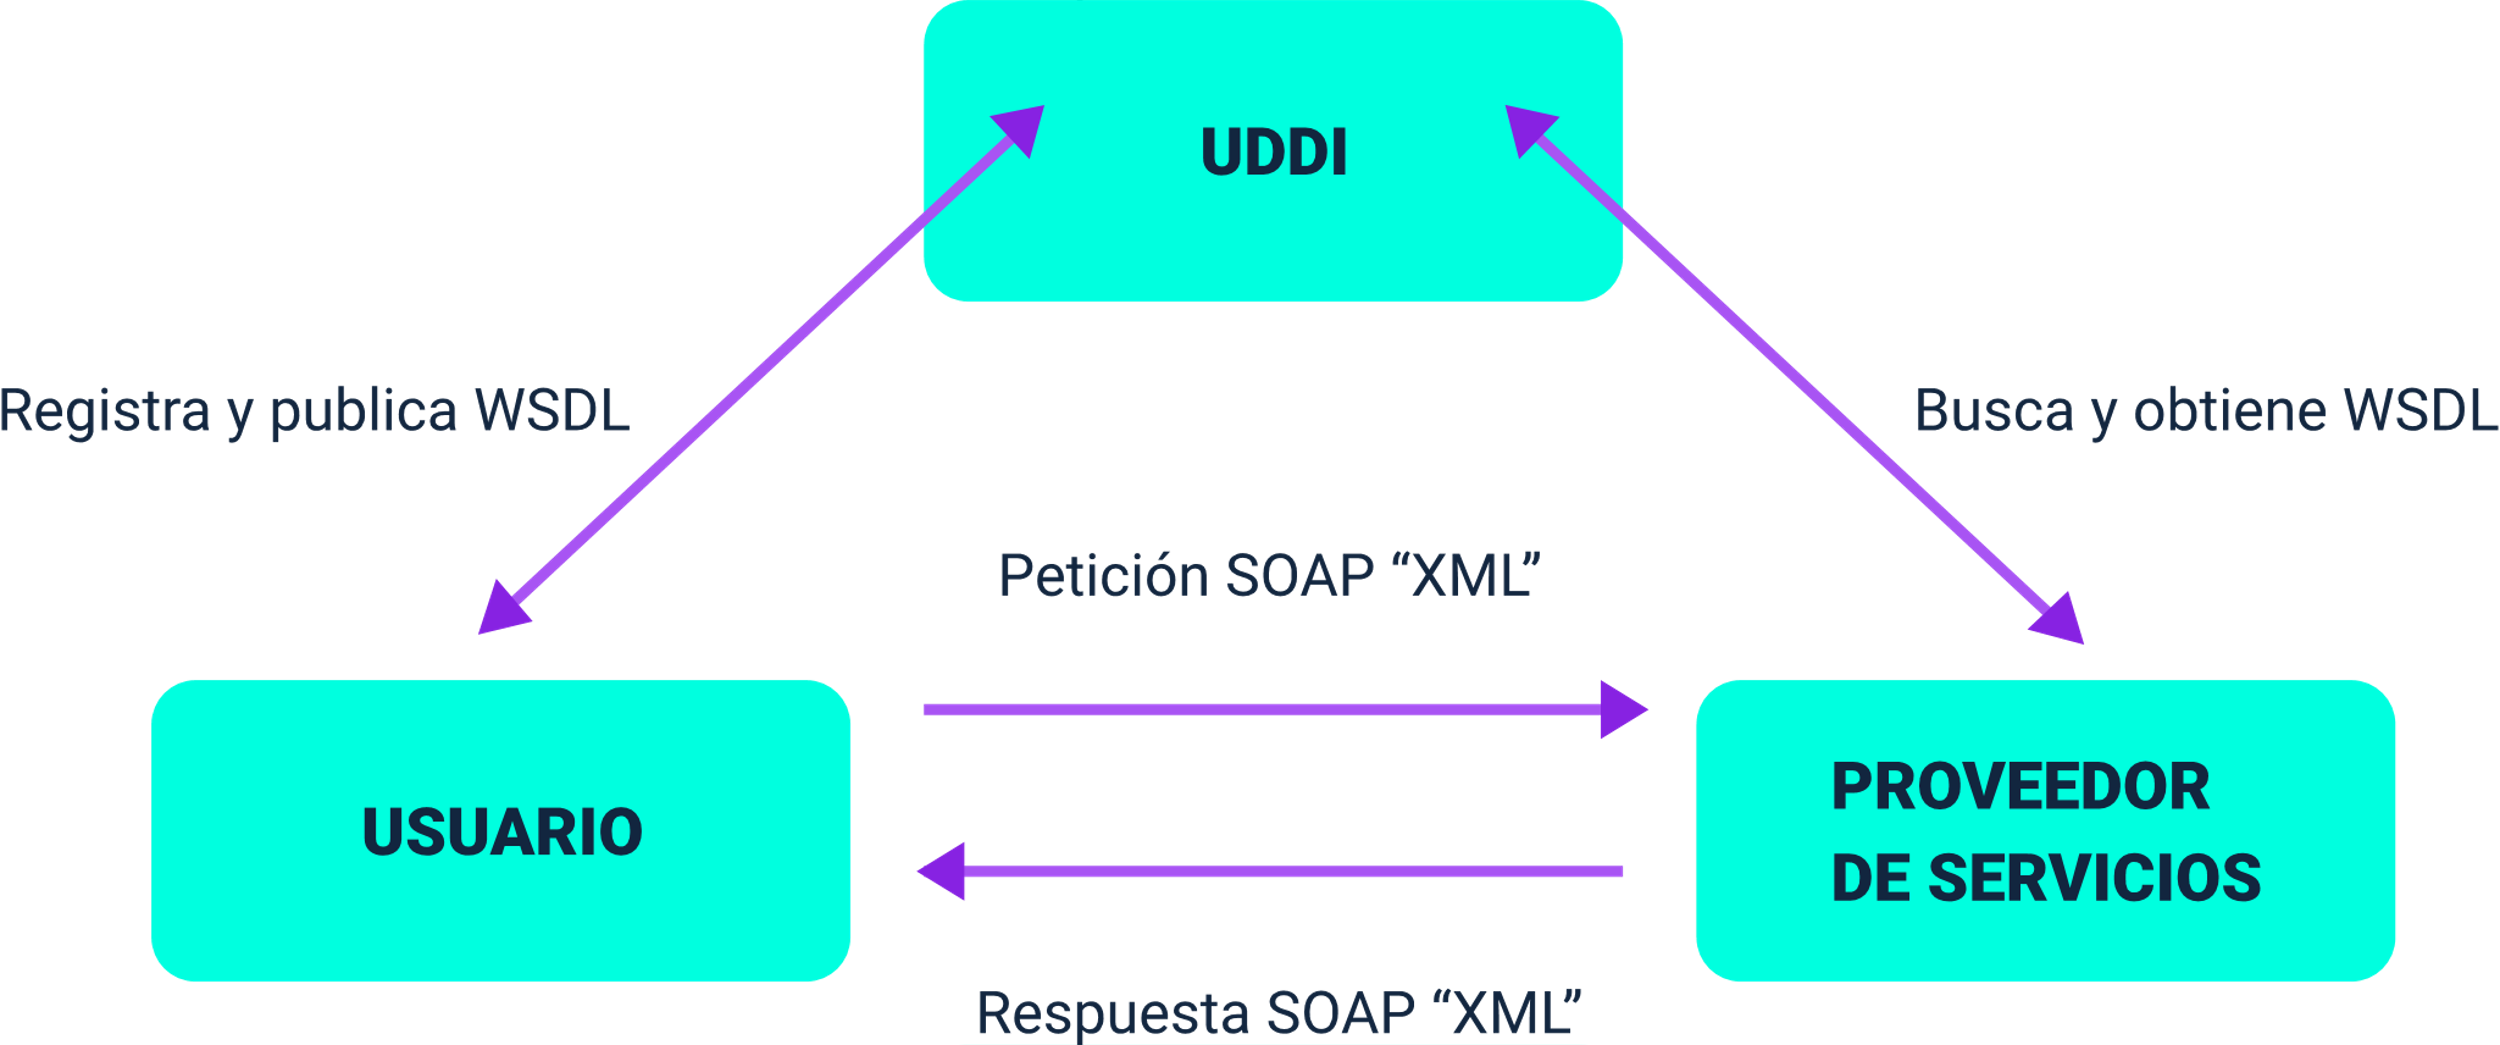 UDDI
Registra y publica WSDL
Busca y obtiene WSDL
Petición SOAP “XML”
USUARIO
PROVEEDOR
DE SERVICIOS
Respuesta SOAP “XML”